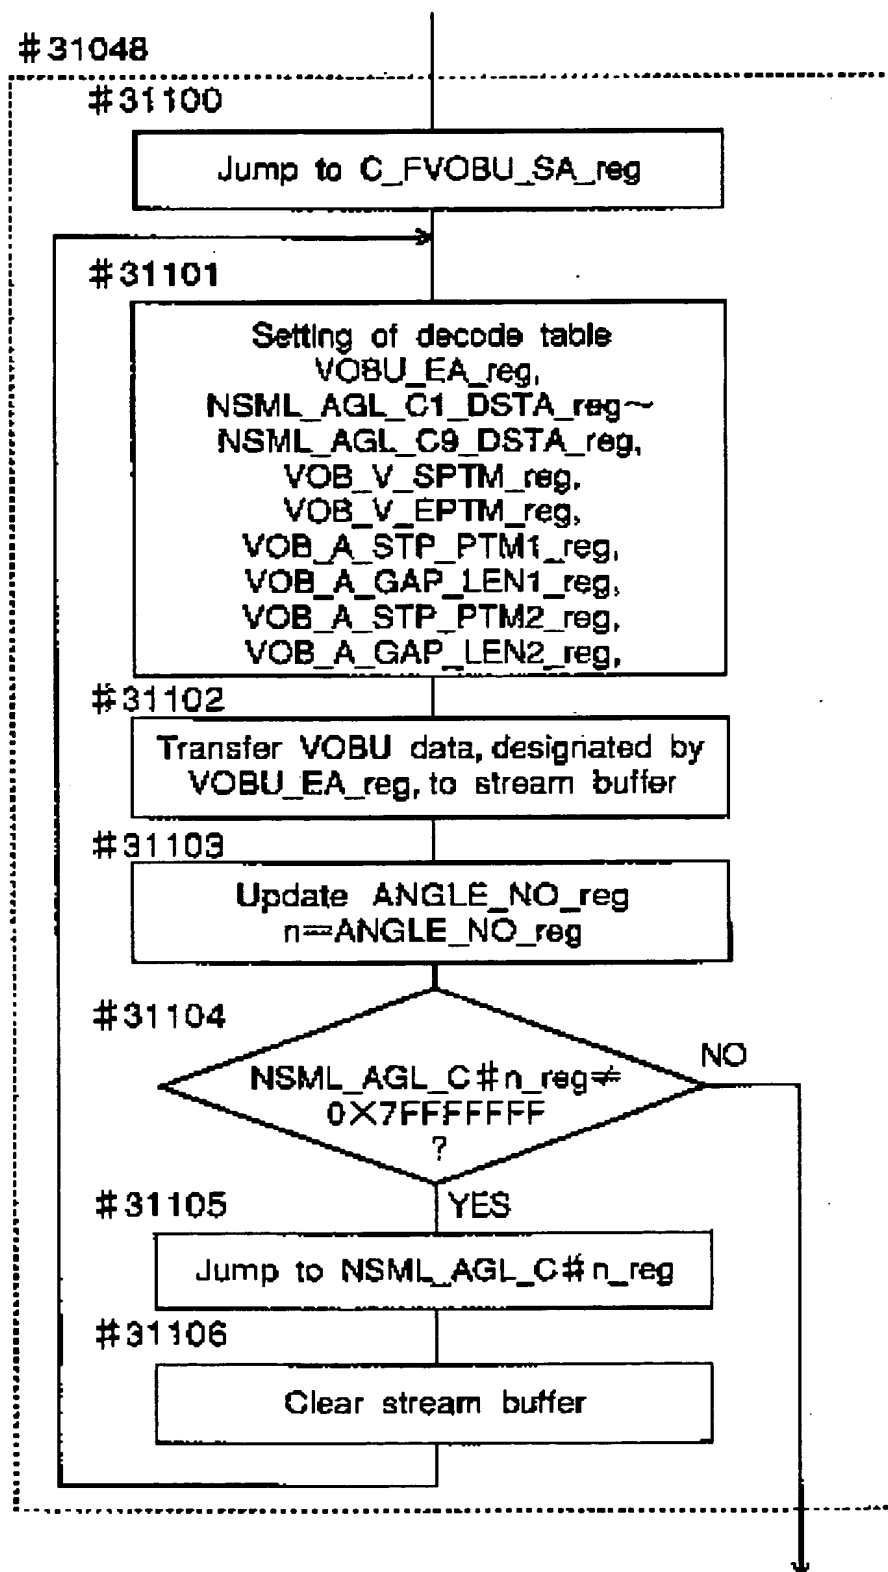 #31048
#31100
Jump to C_FVOBU_SA_reg
#31101
Setting of decode table
VOBU_EA_reg,
NSML_AGL_C1_DSTA_reg~
NSML_AGL_C9_DSTA_reg,
VOB_V_SPTM_reg,
VOB_V_EPTM_reg,
VOB_A_STP_PTM1_reg,
VOB_A_GAP_LEN1_reg,
VOB_A_STP_PTM2_reg,
VOB_A_GAP_LEN2_reg,
#31102
Transfer VOBU data, designated by
VOBU_EA_reg, to stream buffer
#31103
Update ANGLE_NO_reg
n=ANGLE_NO_reg
#31104
NO
NSML_AGL_C#n_reg≠
0X7FFFFFFF
?
#31105
YES
Jump to NSML_AGL_C#n_reg
#31106
Clear stream buffer